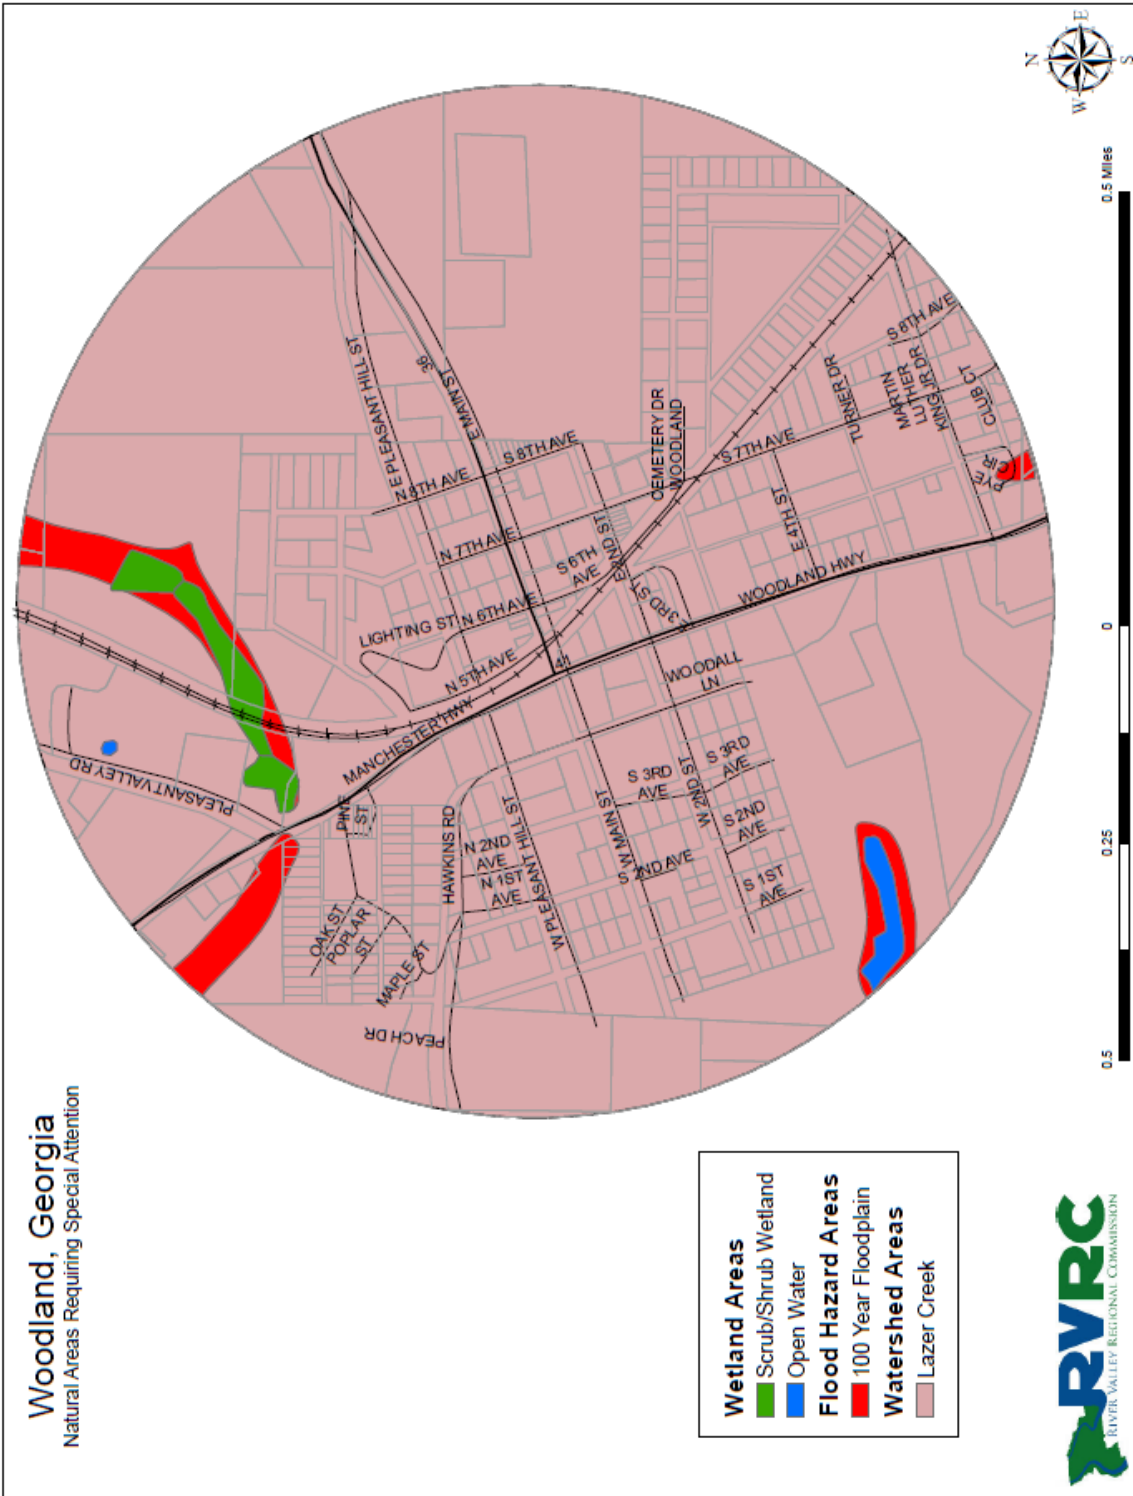 Woodland, Georgia
Natural Areas Requiring Special Attention
N
W
E
S
PLEASANT VALLEY RD
MANCHESTER HWY
PINE
ST
OAK ST
POPLAR
ST
MAPLE ST
PEACH DR
HAWKINS RD
N 2ND
AVE
N 1ST
AVE
W PLEASANT HILL ST
LIGHTING ST
N 5TH AVE
N 6TH AVE
N 7TH AVE
N 8TH AVE
E PLEASANT HILL ST
36
E MAIN ST
S 8TH AVE
41
S 6TH
AVE
E 2ND ST
E 3RD ST
CEMETERY DR
WOODLAND
S 7TH AVE
E 4TH ST
WOODLAND HWY
WOODALL
LN
W MAIN ST
S 3RD
AVE
S 3RD
AVE
W 2ND ST
S 2ND AVE
S 2ND
AVE
S 1ST
AVE
TURNER DR
MARTIN
LUTHER
KING JR DR
S 8TH AVE
CLUB CT
PYE
CIR
Wetland Areas
Scrub/Shrub Wetland
Open Water
Flood Hazard Areas
100 Year Floodplain
Watershed Areas
Lazer Creek
RVRC
RIVER VALLEY REGIONAL COMMISSION
0.5
0.25
0
0.5 Miles